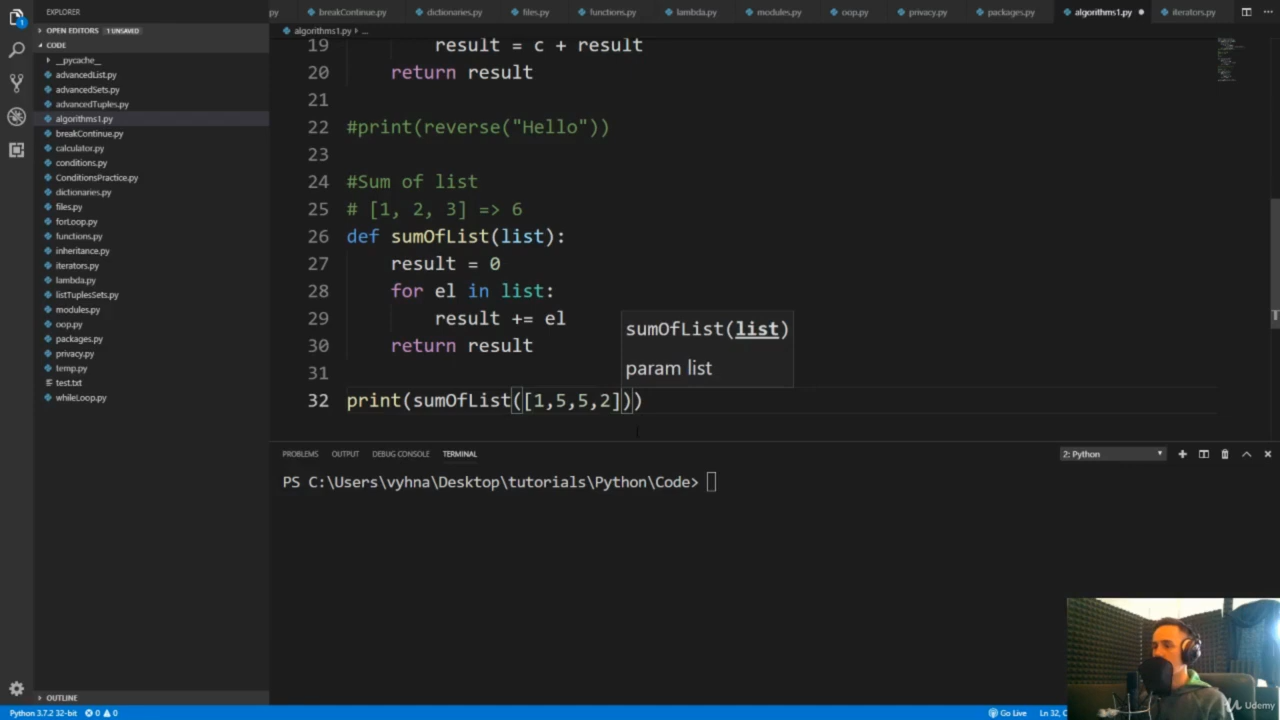 EXPLORER
OPEN EDITORS 1 UNSAVED
CODE
__pycache__
advancedList.py
advancedSets.py
advancedTuples.py
algorithms1.py
breakContinue.py
calculator.py
conditions.py
ConditionsPractice.py
dictionaries.py
files.py
forLoop.py
functions.py
inheritance.py
iterators.py
lambda.py
listTuplesSets.py
modules.py
oop.py
packages.py
privacy.py
temp.py
test.txt
whileLoop.py
OUTLINE
py breakContinue.py dictionary.py files.py functions.py lambda.py modules.py oop.py privacy.py packages.py algorithms1.py iterators.py
algorithms1.py ...
19 result = c + result
20 return result
21
22 #print(reverse("Hello"))
23
24 #Sum of list
25 # [1, 2, 3] => 6
26 def sumOfList(list):
27 result = 0
28 for el in list:
29 result += el
30 return result
31
32 print(sumOfList([1,5,5,2]))
sumOfList(list)
param list
PROBLEMS OUTPUT DEBUG CONSOLE TERMINAL 2: Python
PS C:\Users\vyhna\Desktop\tutorials\Python\Code>
Udemy
Python 3.7.2 32-bit 0 0 Go Live Ln 32, C